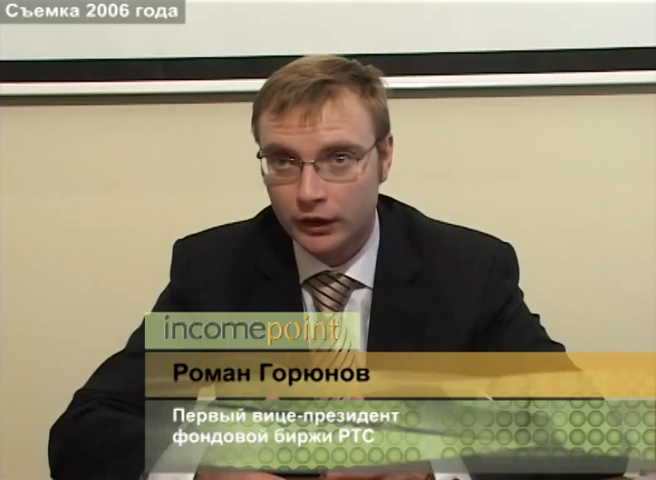 Съемка 2006 года
incomepoint
Роман Горюнов
Первый вице-президент
фондовой биржи РТС